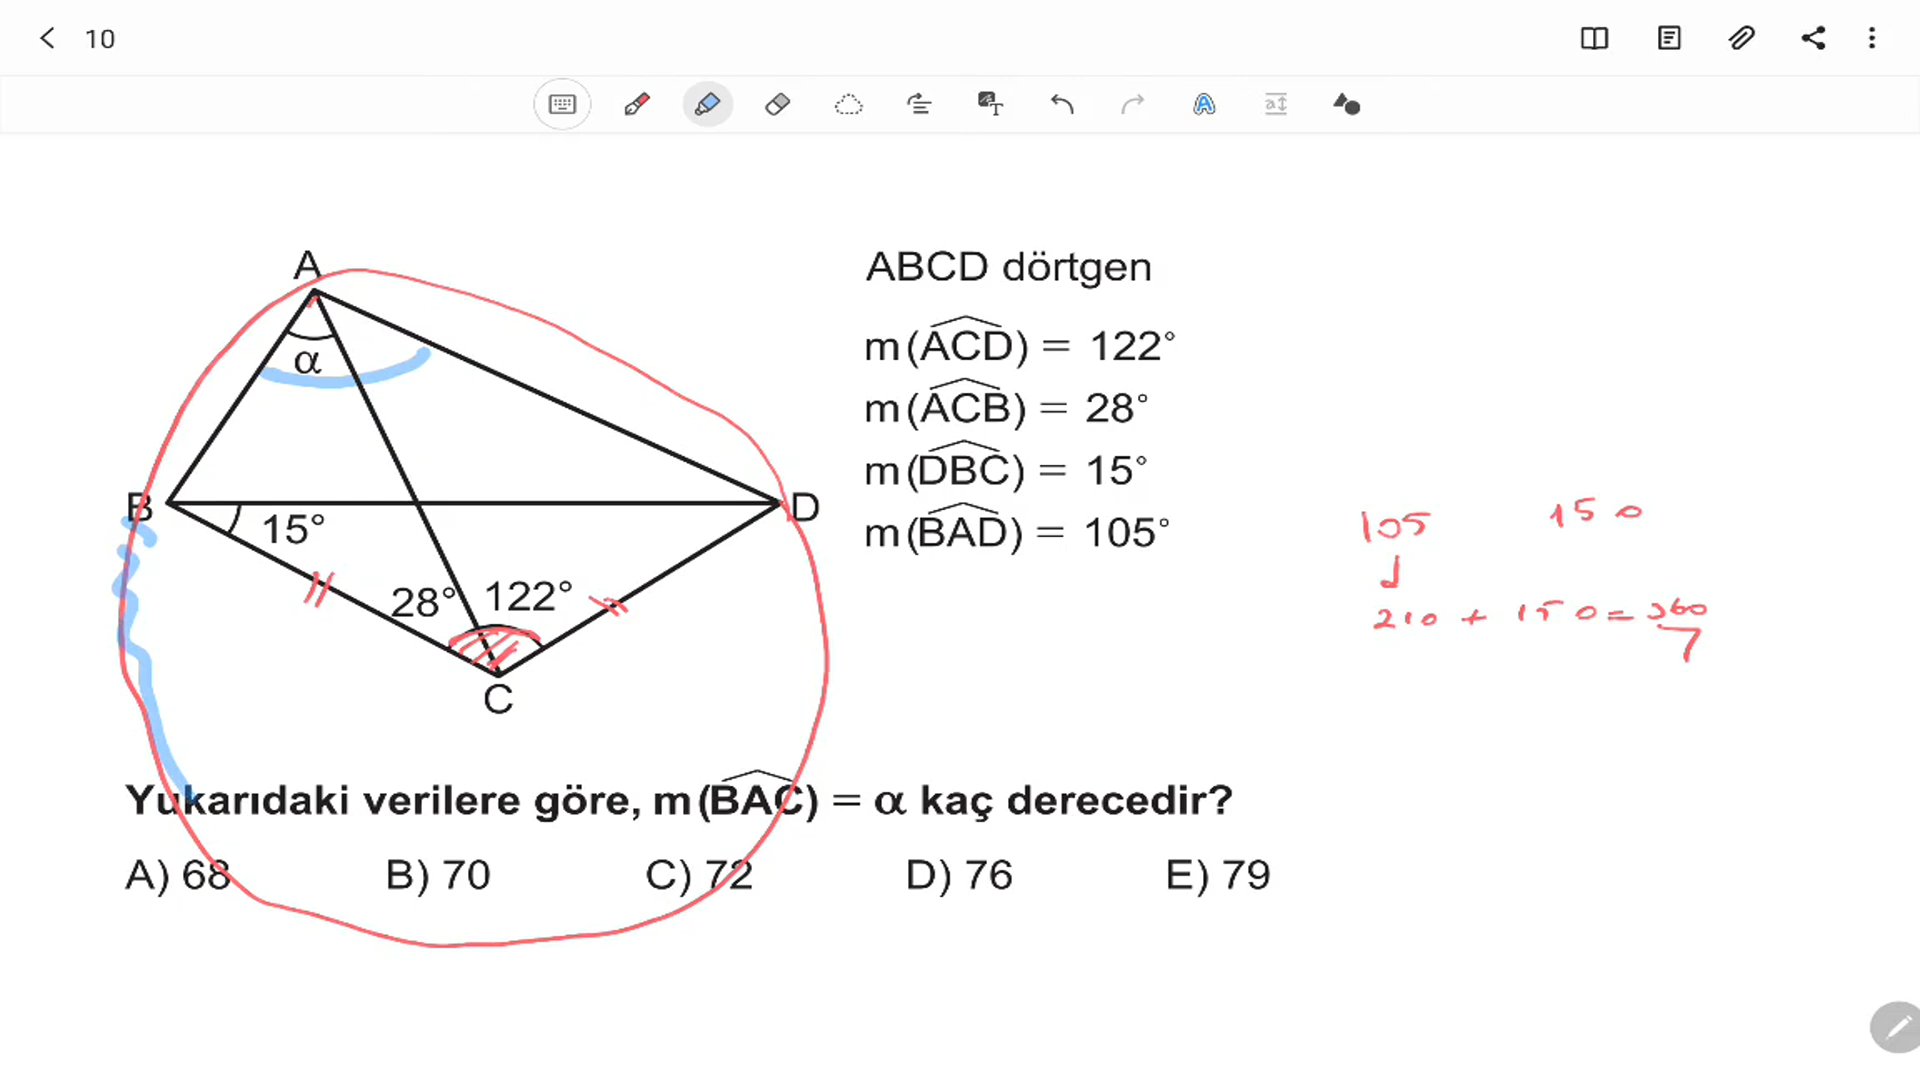 10
A
ABCD dörtgen
m(ACD) = 122°
α
m(ACB) = 28°
m(DBC) = 15°
B
D
15°
m(BAD) = 105°
105
150
28°
122°
210 + 150 = 360
C
Yukarıdaki verilere göre, m(BAC) = α kaç derecedir?
A) 68 B) 70 C) 72 D) 76 E) 79